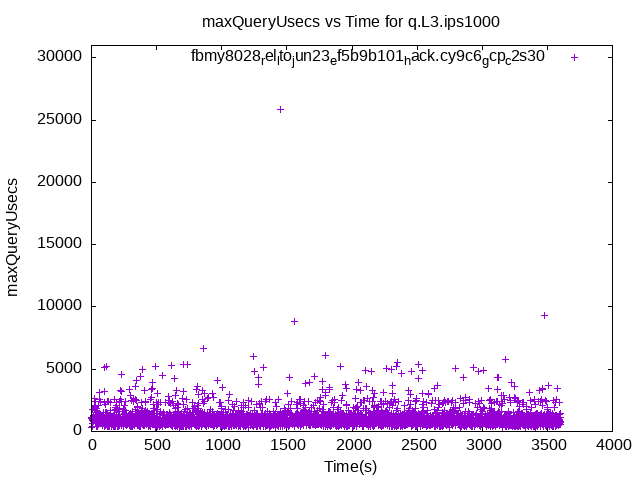 maxQueryUsecs vs Time for q.L3.ips1000
fbmy8028relltojun23ef5b9b101hack.cy9c6gcpc2s30
30000
25000
20000
15000
10000
5000
0
maxQueryUsecs
0 500 1000 1500 2000 2500 3000 3500 4000
Time(s)